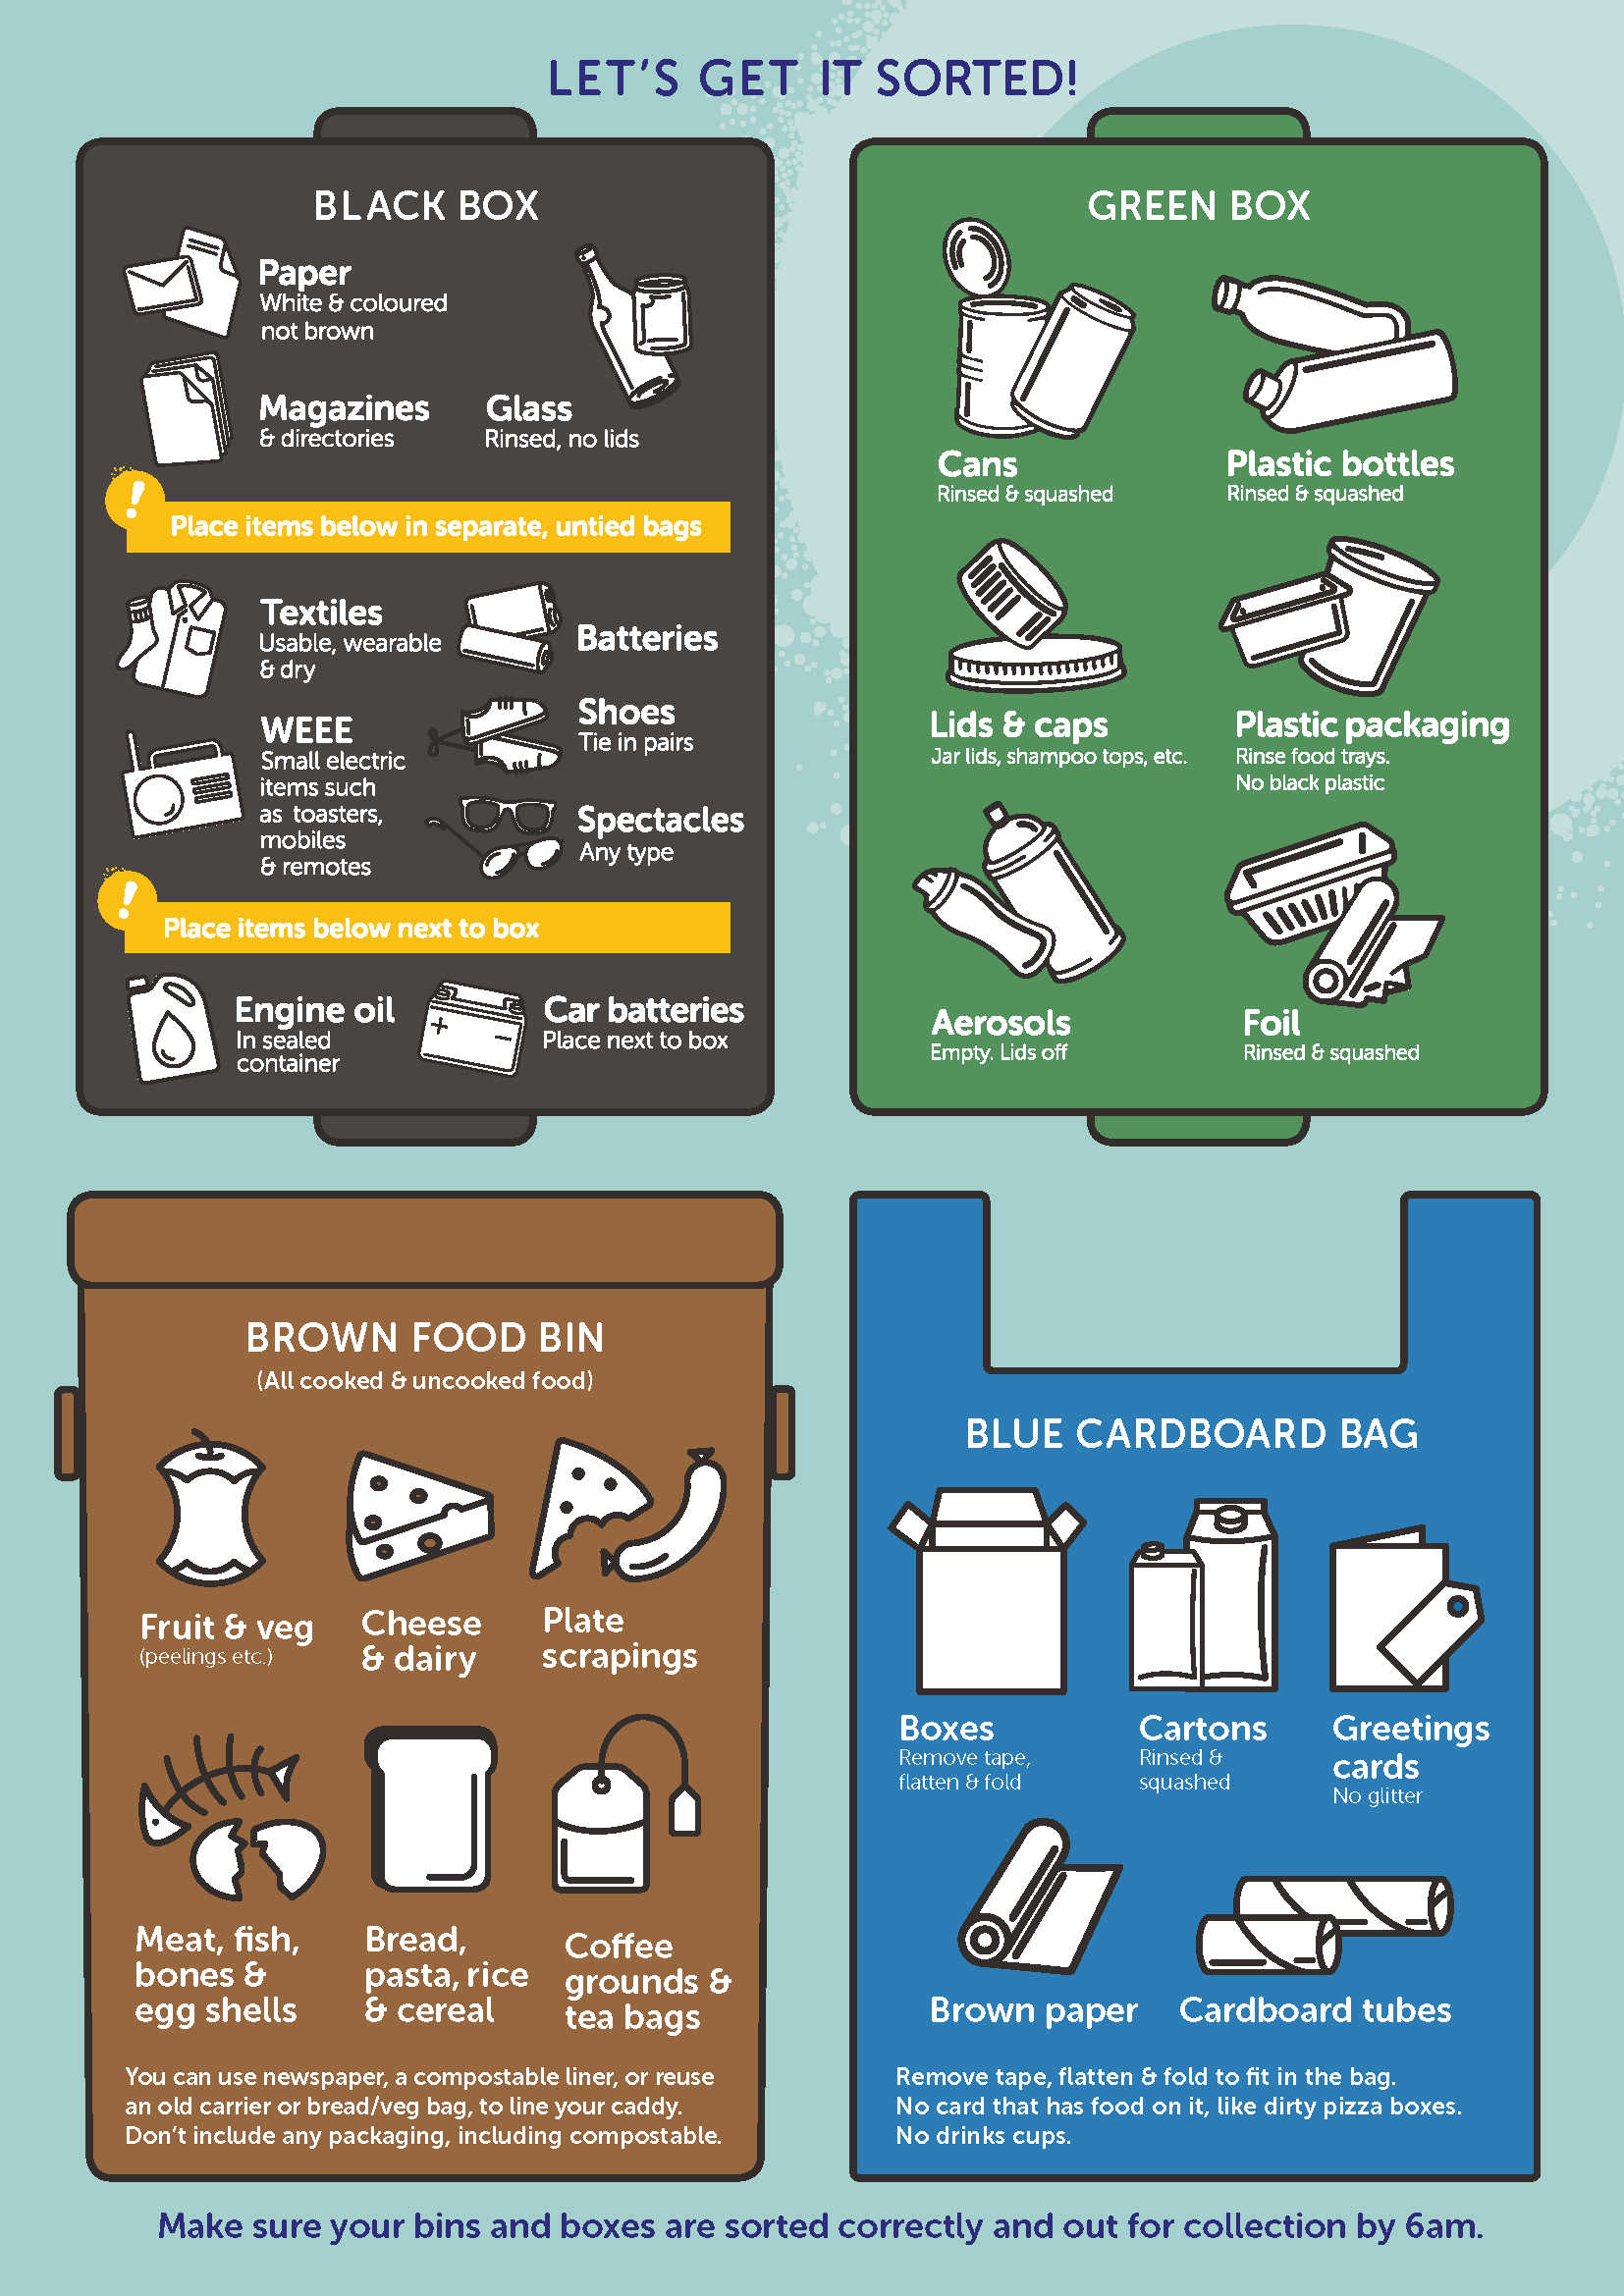 LET'S GET IT SORTED!
BLACK BOX
Paper
White & coloured
not brown
Magazines
& directories
Glass
Rinsed, no lids
!
Place items below in separate, untied bags
Textiles
Usable, wearable
& dry
Batteries
WEEE
Small electric
items such
as toasters,
mobiles
& remotes
Shoes
Tie in pairs
Spectacles
Any type
!
Place items below next to box
Engine oil
In sealed
container
Car batteries
Place next to box
GREEN BOX
Cans
Rinsed & squashed
Plastic bottles
Rinsed & squashed
Lids & caps
Jar lids, shampoo tops, etc.
Plastic packaging
Rinse food trays.
No black plastic
Aerosols
Empty. Lids off
Foil
Rinsed & squashed
BROWN FOOD BIN
(All cooked & uncooked food)
Fruit & veg
(peelings etc.)
Cheese
& dairy
Plate
scrapings
Meat, fish,
bones &
egg shells
Bread,
pasta, rice
& cereal
Coffee
grounds &
tea bags
You can use newspaper, a compostable liner, or reuse
an old carrier or bread/veg bag, to line your caddy.
Don't include any packaging, including compostable.
BLUE CARDBOARD BAG
Boxes
Remove tape,
flatten & fold
Cartons
Rinsed &
squashed
Greetings
cards
No glitter
Brown paper
Cardboard tubes
Remove tape, flatten & fold to fit in the bag.
No card that has food on it, like dirty pizza boxes.
No drinks cups.
Make sure your bins and boxes are sorted correctly and out for collection by 6am.